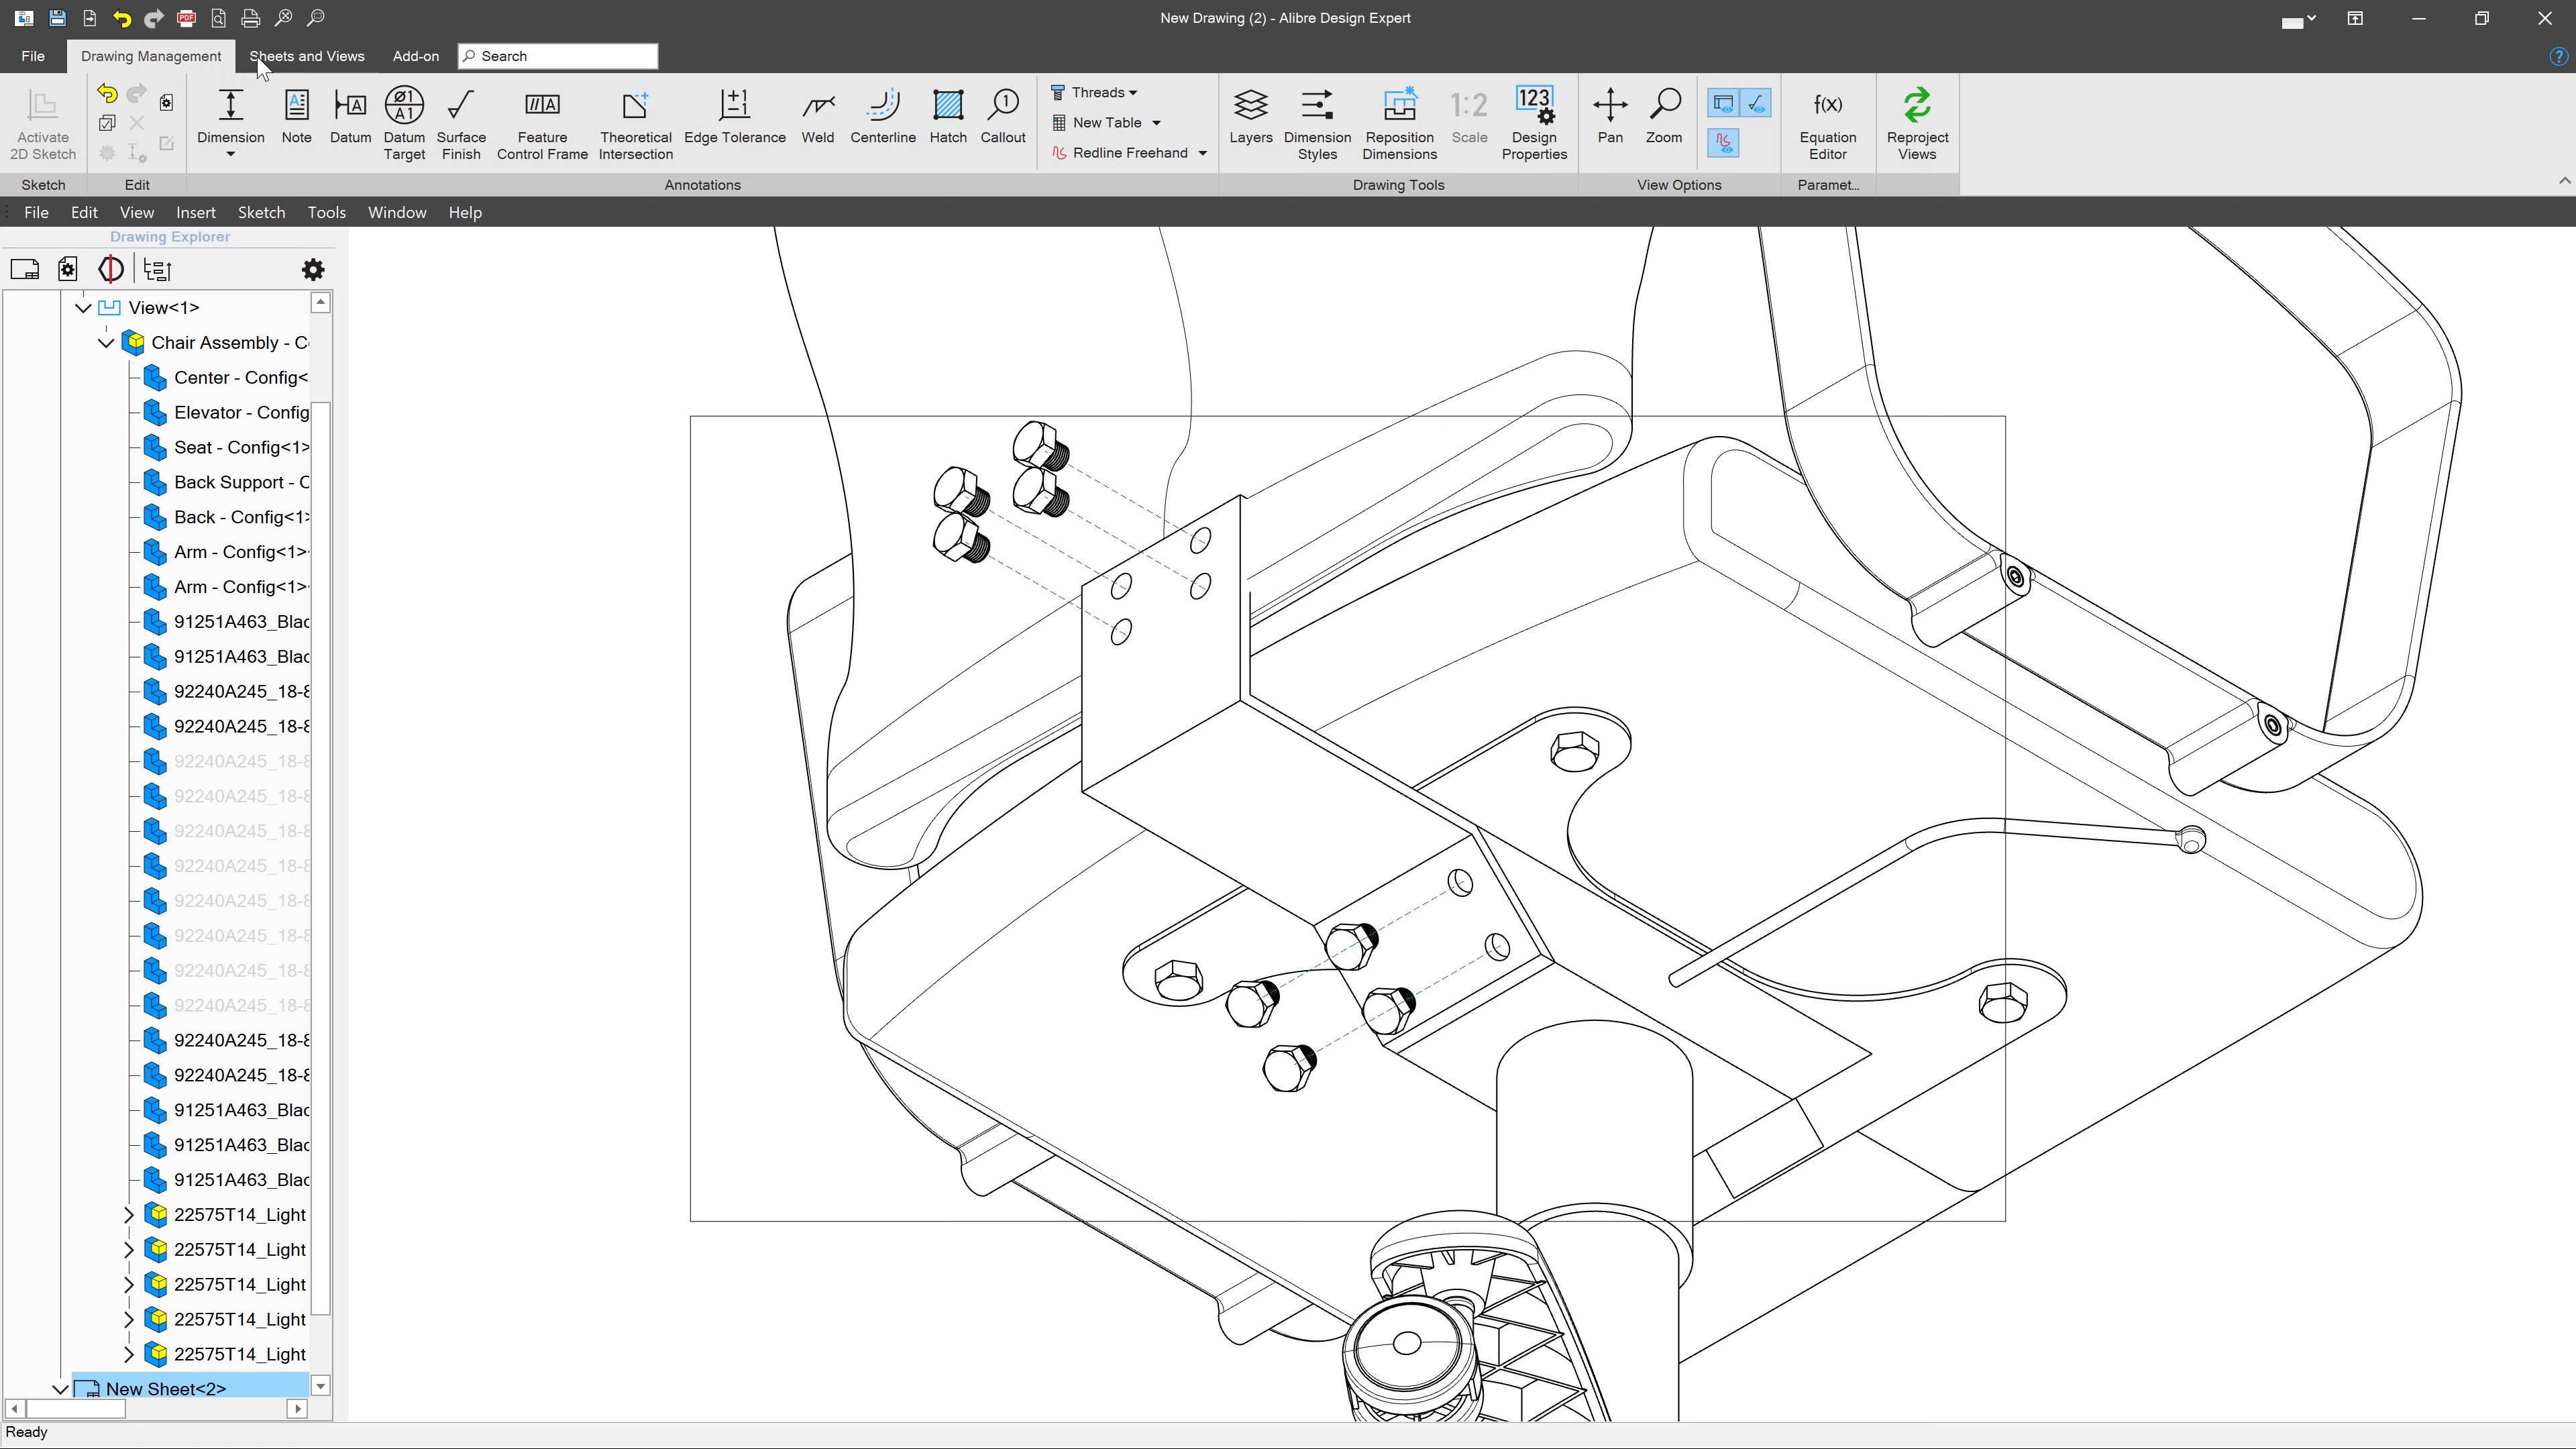 New Drawing (2) - Alibre Design Expert
File
Drawing Management
Sheets and Views
Add-on
Search
Activate
2D Sketch
Dimension
Note
Datum
Datum
Target
Surface
Finish
Feature
Control Frame
Theoretical
Intersection
Edge Tolerance
Weld
Centerline
Hatch
Callout
Threads
New Table
Redline Freehand
Layers
Dimension
Styles
Reposition
Dimensions
1:2
Scale
123
Design
Properties
Pan
Zoom
f(x)
Equation
Editor
Reproject
Views
Sketch
Edit
Annotations
Drawing Tools
View Options
Paramet...
File
Edit
View
Insert
Sketch
Tools
Window
Help
Drawing Explorer
View<1>
Chair Assembly - C
Center - Config<
Elevator - Config
Seat - Config<1>
Back Support - C
Back - Config<1>
Arm - Config<1>
Arm - Config<1>
91251A463_Blac
91251A463_Blac
92240A245_18-8
92240A245_18-8
92240A245_18-8
92240A245_18-8
92240A245_18-8
92240A245_18-8
92240A245_18-8
92240A245_18-8
92240A245_18-8
92240A245_18-8
92240A245_18-8
92240A245_18-8
91251A463_Blac
91251A463_Blac
91251A463_Blac
22575T14_Light
22575T14_Light
22575T14_Light
22575T14_Light
22575T14_Light
New Sheet<2>
Ready